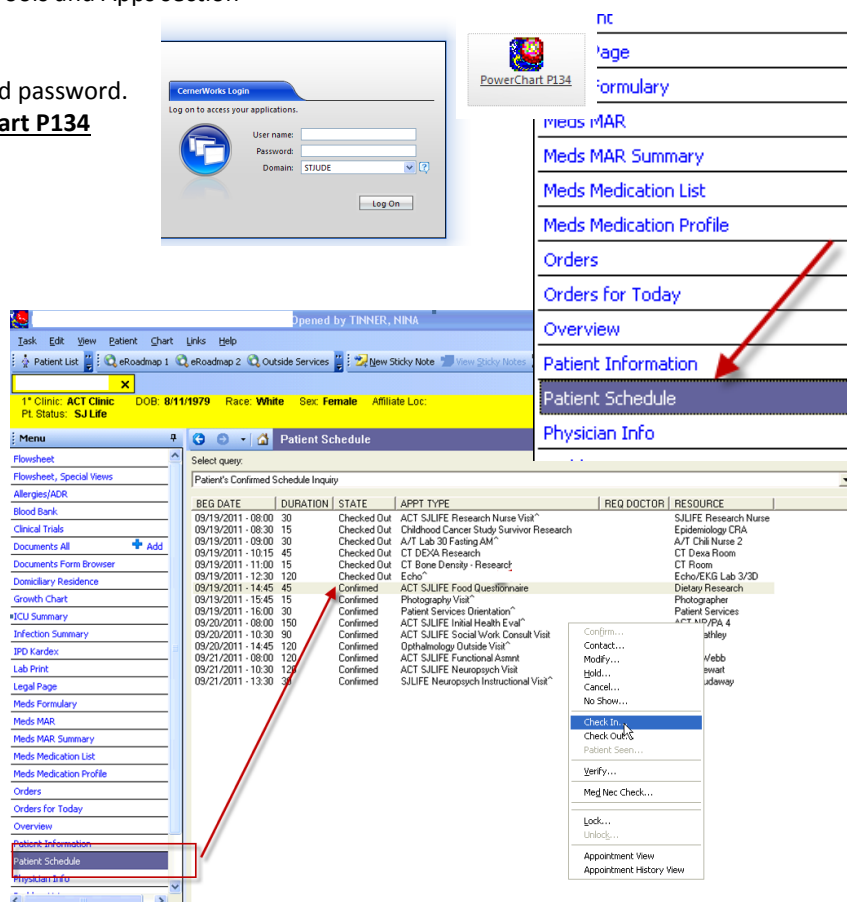 nt
Page
Formulary
d password.
art P134
PowerChart P134
CernerWorks Login
Log on to access your applications.
User name:
Password:
Domain: STJUDE
Log On
Meds MAR
Meds MAR Summary
Meds Medication List
Meds Medication Profile
Orders
Orders for Today
Overview
Patient Information
Patient Schedule
Physician Info
Opened by TINNER, NINA
Task Edit View Patient Chart Links Help
Patient List eRoadmap 1 eRoadmap 2 Outside Services New Sticky Note View Sticky Notes
1° Clinic: ACT Clinic DOB: 8/11/1979 Race: White Sex: Female Affiliate Loc:
Pt. Status: SJ Life
Menu
Flowsheet
Flowsheet, Special Views
Allergies/ADR
Blood Bank
Clinical Trials
Documents All Add
Documents Form Browser
Domiciliary Residence
Growth Chart
ICU Summary
Infection Summary
IPD Kardex
Lab Print
Legal Page
Meds Formulary
Meds MAR
Meds MAR Summary
Meds Medication List
Meds Medication Profile
Orders
Orders for Today
Overview
Patient Information
Patient Schedule
Physician Info
Patient Schedule
Select query:
Patient's Confirmed Schedule Inquiry
BEG DATE DURATION STATE APPT TYPE REQ DOCTOR RESOURCE
09/19/2011 - 08:00 30 Checked Out ACT SJLIFE Research Nurse Visit^ SJLIFE Research Nurse
09/19/2011 - 08:30 15 Checked Out Childhood Cancer Study Survivor Research Epidemiology CRA
09/19/2011 - 09:00 30 Checked Out A/T Lab 30 Fasting AM^ A/T Chili Nurse 2
09/19/2011 - 10:15 45 Checked Out CT DEXA Research CT Dexa Room
09/19/2011 - 11:00 15 Checked Out CT Bone Density - Research CT Room
09/19/2011 - 12:30 120 Checked Out Echo^ Echo/EKG Lab 3/3D
09/19/2011 - 14:45 45 Confirmed ACT SJLIFE Food Questionnaire Dietary Research
09/19/2011 - 15:45 15 Confirmed Photography Visit^ Photographer
09/19/2011 - 16:00 30 Confirmed Patient Services Orientation^ Patient Services
09/20/2011 - 08:00 150 Confirmed ACT SJLIFE Initial Health Eval^ ACT NP/PA 4
09/20/2011 - 10:30 90 Confirmed ACT SJLIFE Social Work Consult Visit athley
09/20/2011 - 14:45 120 Confirmed Opthalmology Outside Visit^
09/21/2011 - 08:00 120 Confirmed ACT SJLIFE Functional Asmnt Webb
09/21/2011 - 10:30 120 Confirmed ACT SJLIFE Neuropsych Visit ewart
09/21/2011 - 13:30 30 Confirmed SJLIFE Neuropsych Instructional Visit^ udaway
Confirm...
Contact...
Modify...
Hold...
Cancel...
No Show...
Check In...
Check Out...
Patient Seen...
Verify...
Med Nec Check...
Lock...
Unlock...
Appointment View
Appointment History View